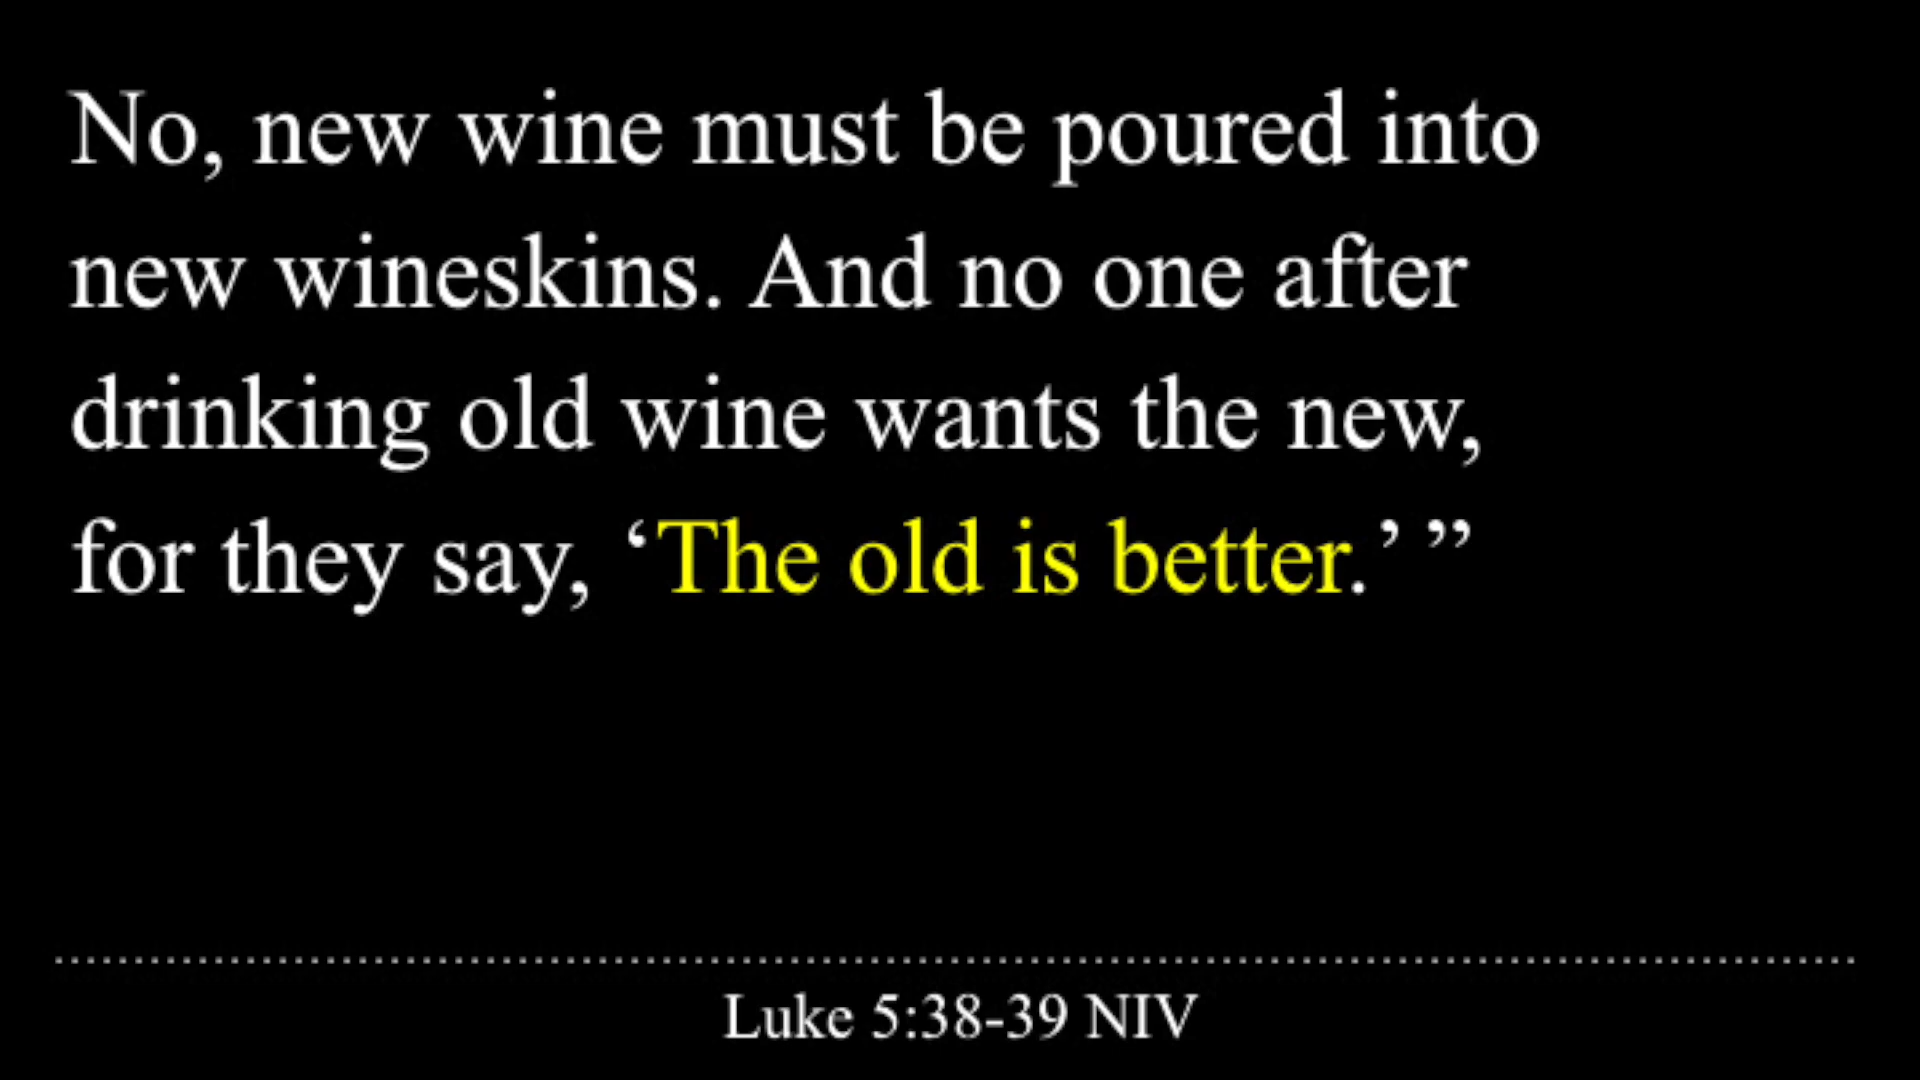 No, new wine must be poured into
new wineskins. And no one after
drinking old wine wants the new,
for they say, ‘The old is better.’ ”
Luke 5:38-39 NIV